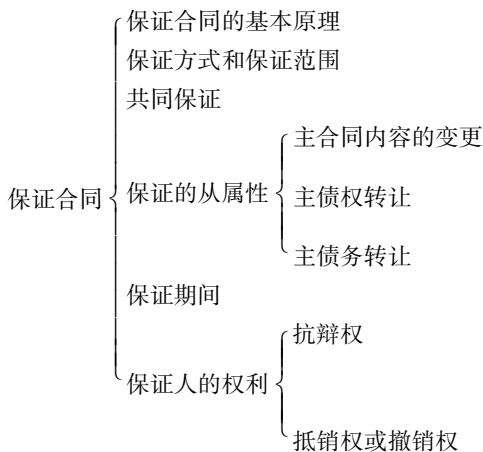 保证合同
保证合同的基本原理
保证方式和保证范围
共同保证
保证的从属性
主合同内容的变更
主债权转让
主债务转让
保证期间
保证人的权利
抗辩权
抵销权或撤销权